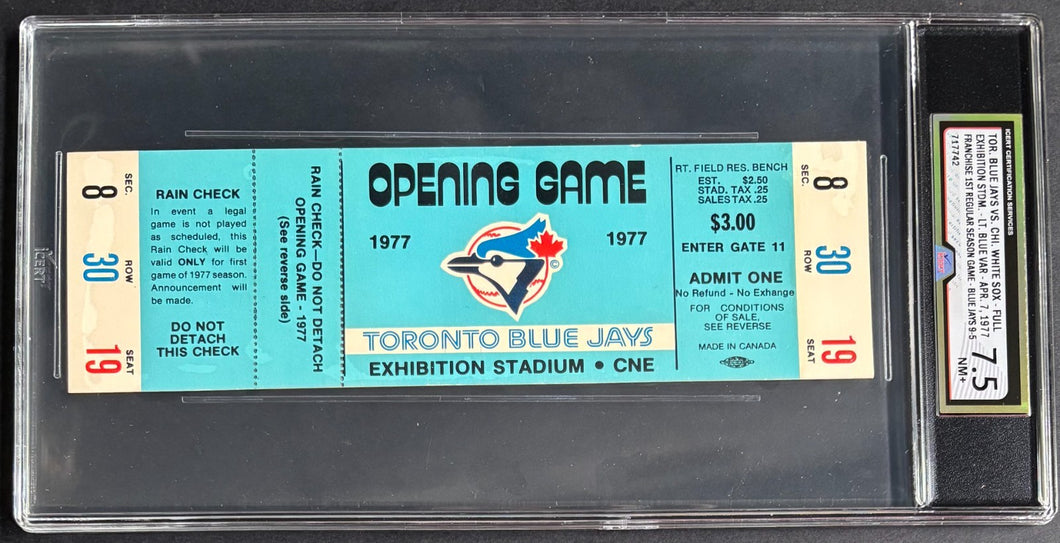 SEC. 8
ROW 30
SEAT 19
RAIN CHECK
In event a legal
game is not played
as scheduled, this
Rain Check will be
valid ONLY for first
game of 1977 season.
Announcement will
be made.
DO NOT
DETACH
THIS CHECK
RAIN CHECK—DO NOT DETACH
OPENING GAME - 1977
(See reverse side)
OPENING GAME
1977 1977
©
TORONTO BLUE JAYS
EXHIBITION STADIUM • CNE
RT. FIELD RES. BENCH
EST. $2.50
STAD. TAX .25
SALES TAX .25
$3.00
ENTER GATE 11
ADMIT ONE
No Refund - No Exhange
FOR CONDITIONS
OF SALE,
SEE REVERSE
MADE IN CANADA
SEC. 8
ROW 30
SEAT 19
ICERT CERTIFICATION SERVICES
TOR. BLUE JAYS VS. CHI. WHITE SOX - FULL
EXHIBITION STDM. - LT. BLUE VAR - APR. 7, 1977
FRANCHISE 1ST REGULAR SEASON GAME - BLUE JAYS 9-5
717742
7.5
NM+
ICERT